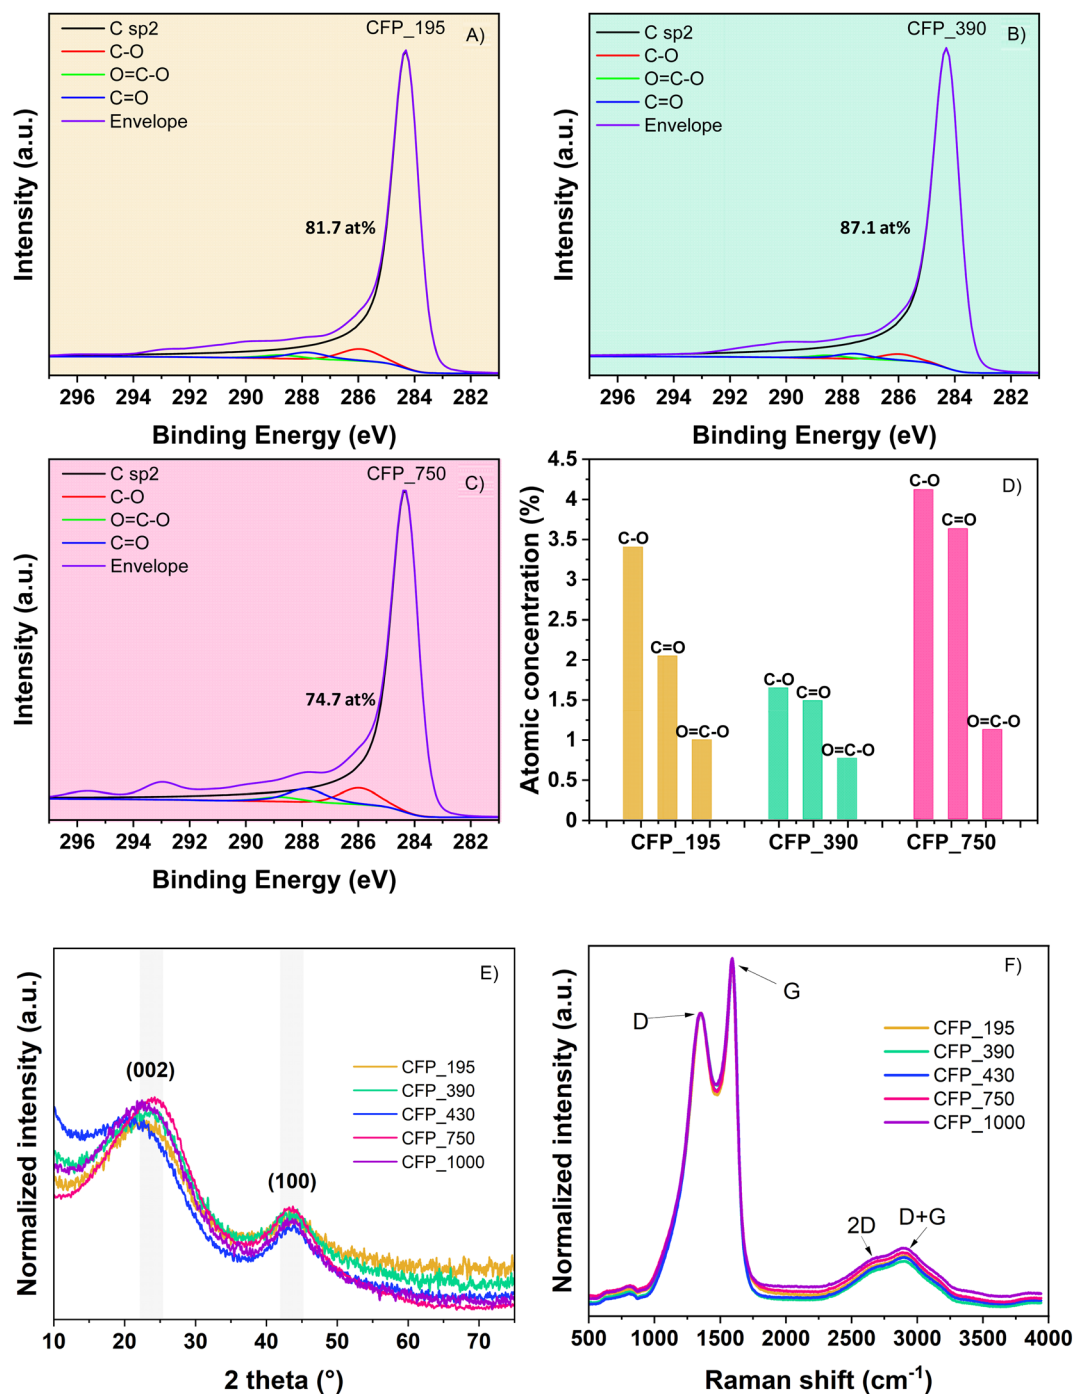 CFP_195
A)
C sp2
C-O
O=C-O
C=O
Envelope
81.7 at%
Intensity (a.u.)
296 294 292 290 288 286 284 282
Binding Energy (eV)
CFP_390
B)
C sp2
C-O
O=C-O
C=O
Envelope
87.1 at%
Intensity (a.u.)
296 294 292 290 288 286 284 282
Binding Energy (eV)
CFP_750
C)
C sp2
C-O
O=C-O
C=O
Envelope
74.7 at%
Intensity (a.u.)
296 294 292 290 288 286 284 282
Binding Energy (eV)
D)
Atomic concentration (%)
4.5
4
3.5
3
2.5
2
1.5
1
0.5
0
C-O
C=O
O=C-O
C-O
C=O
O=C-O
C-O
C=O
O=C-O
CFP_195 CFP_390 CFP_750
E)
(002)
(100)
CFP_195
CFP_390
CFP_430
CFP_750
CFP_1000
Normalized intensity (a.u.)
10 20 30 40 50 60 70
2 theta (°)
F)
G
D
CFP_195
CFP_390
CFP_430
CFP_750
CFP_1000
2D
D+G
Normalized intensity (a.u.)
500 1000 1500 2000 2500 3000 3500 4000
Raman shift (cm-1)